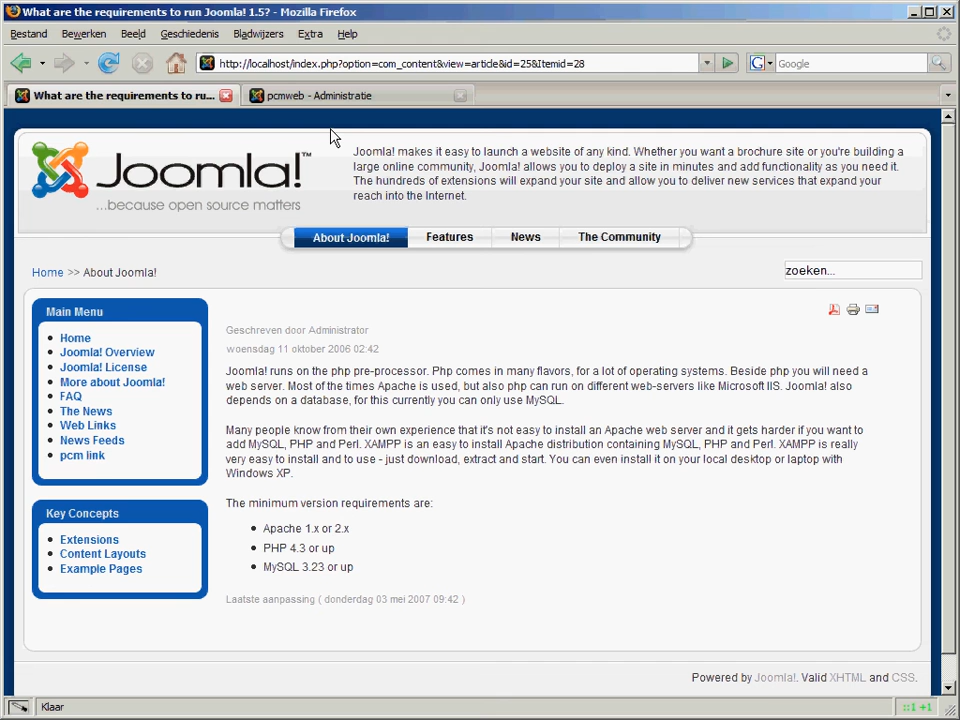 What are the requirements to run Joomla! 1.5? - Mozilla Firefox
Bestand Bewerken Beeld Geschiedenis Bladwijzers Extra Help
http://localhost/index.php?option=com_content&view=article&id=25&Itemid=28
G Google
What are the requirements to ru... pcmweb - Administratie
Joomla!™
...because open source matters
Joomla! makes it easy to launch a website of any kind. Whether you want a brochure site or you're building a
large online community, Joomla! allows you to deploy a site in minutes and add functionality as you need it.
The hundreds of extensions will expand your site and allow you to deliver new services that expand your
reach into the Internet.
About Joomla! Features News The Community
Home >> About Joomla!
zoeken...
Main Menu
Home
Joomla! Overview
Joomla! License
More about Joomla!
FAQ
The News
Web Links
News Feeds
pcm link
Key Concepts
Extensions
Content Layouts
Example Pages
Geschreven door Administrator
woensdag 11 oktober 2006 02:42
Joomla! runs on the php pre-processor. Php comes in many flavors, for a lot of operating systems. Beside php you will need a
web server. Most of the times Apache is used, but also php can run on different web-servers like Microsoft IIS. Joomla! also
depends on a database, for this currently you can only use MySQL.
Many people know from their own experience that it's not easy to install an Apache web server and it gets harder if you want to
add MySQL, PHP and Perl. XAMPP is an easy to install Apache distribution containing MySQL, PHP and Perl. XAMPP is really
very easy to install and to use - just download, extract and start. You can even install it on your local desktop or laptop with
Windows XP.
The minimum version requirements are:
Apache 1.x or 2.x
PHP 4.3 or up
MySQL 3.23 or up
Laatste aanpassing ( donderdag 03 mei 2007 09:42 )
Powered by Joomla!. Valid XHTML and CSS.
Klaar
::1 +1